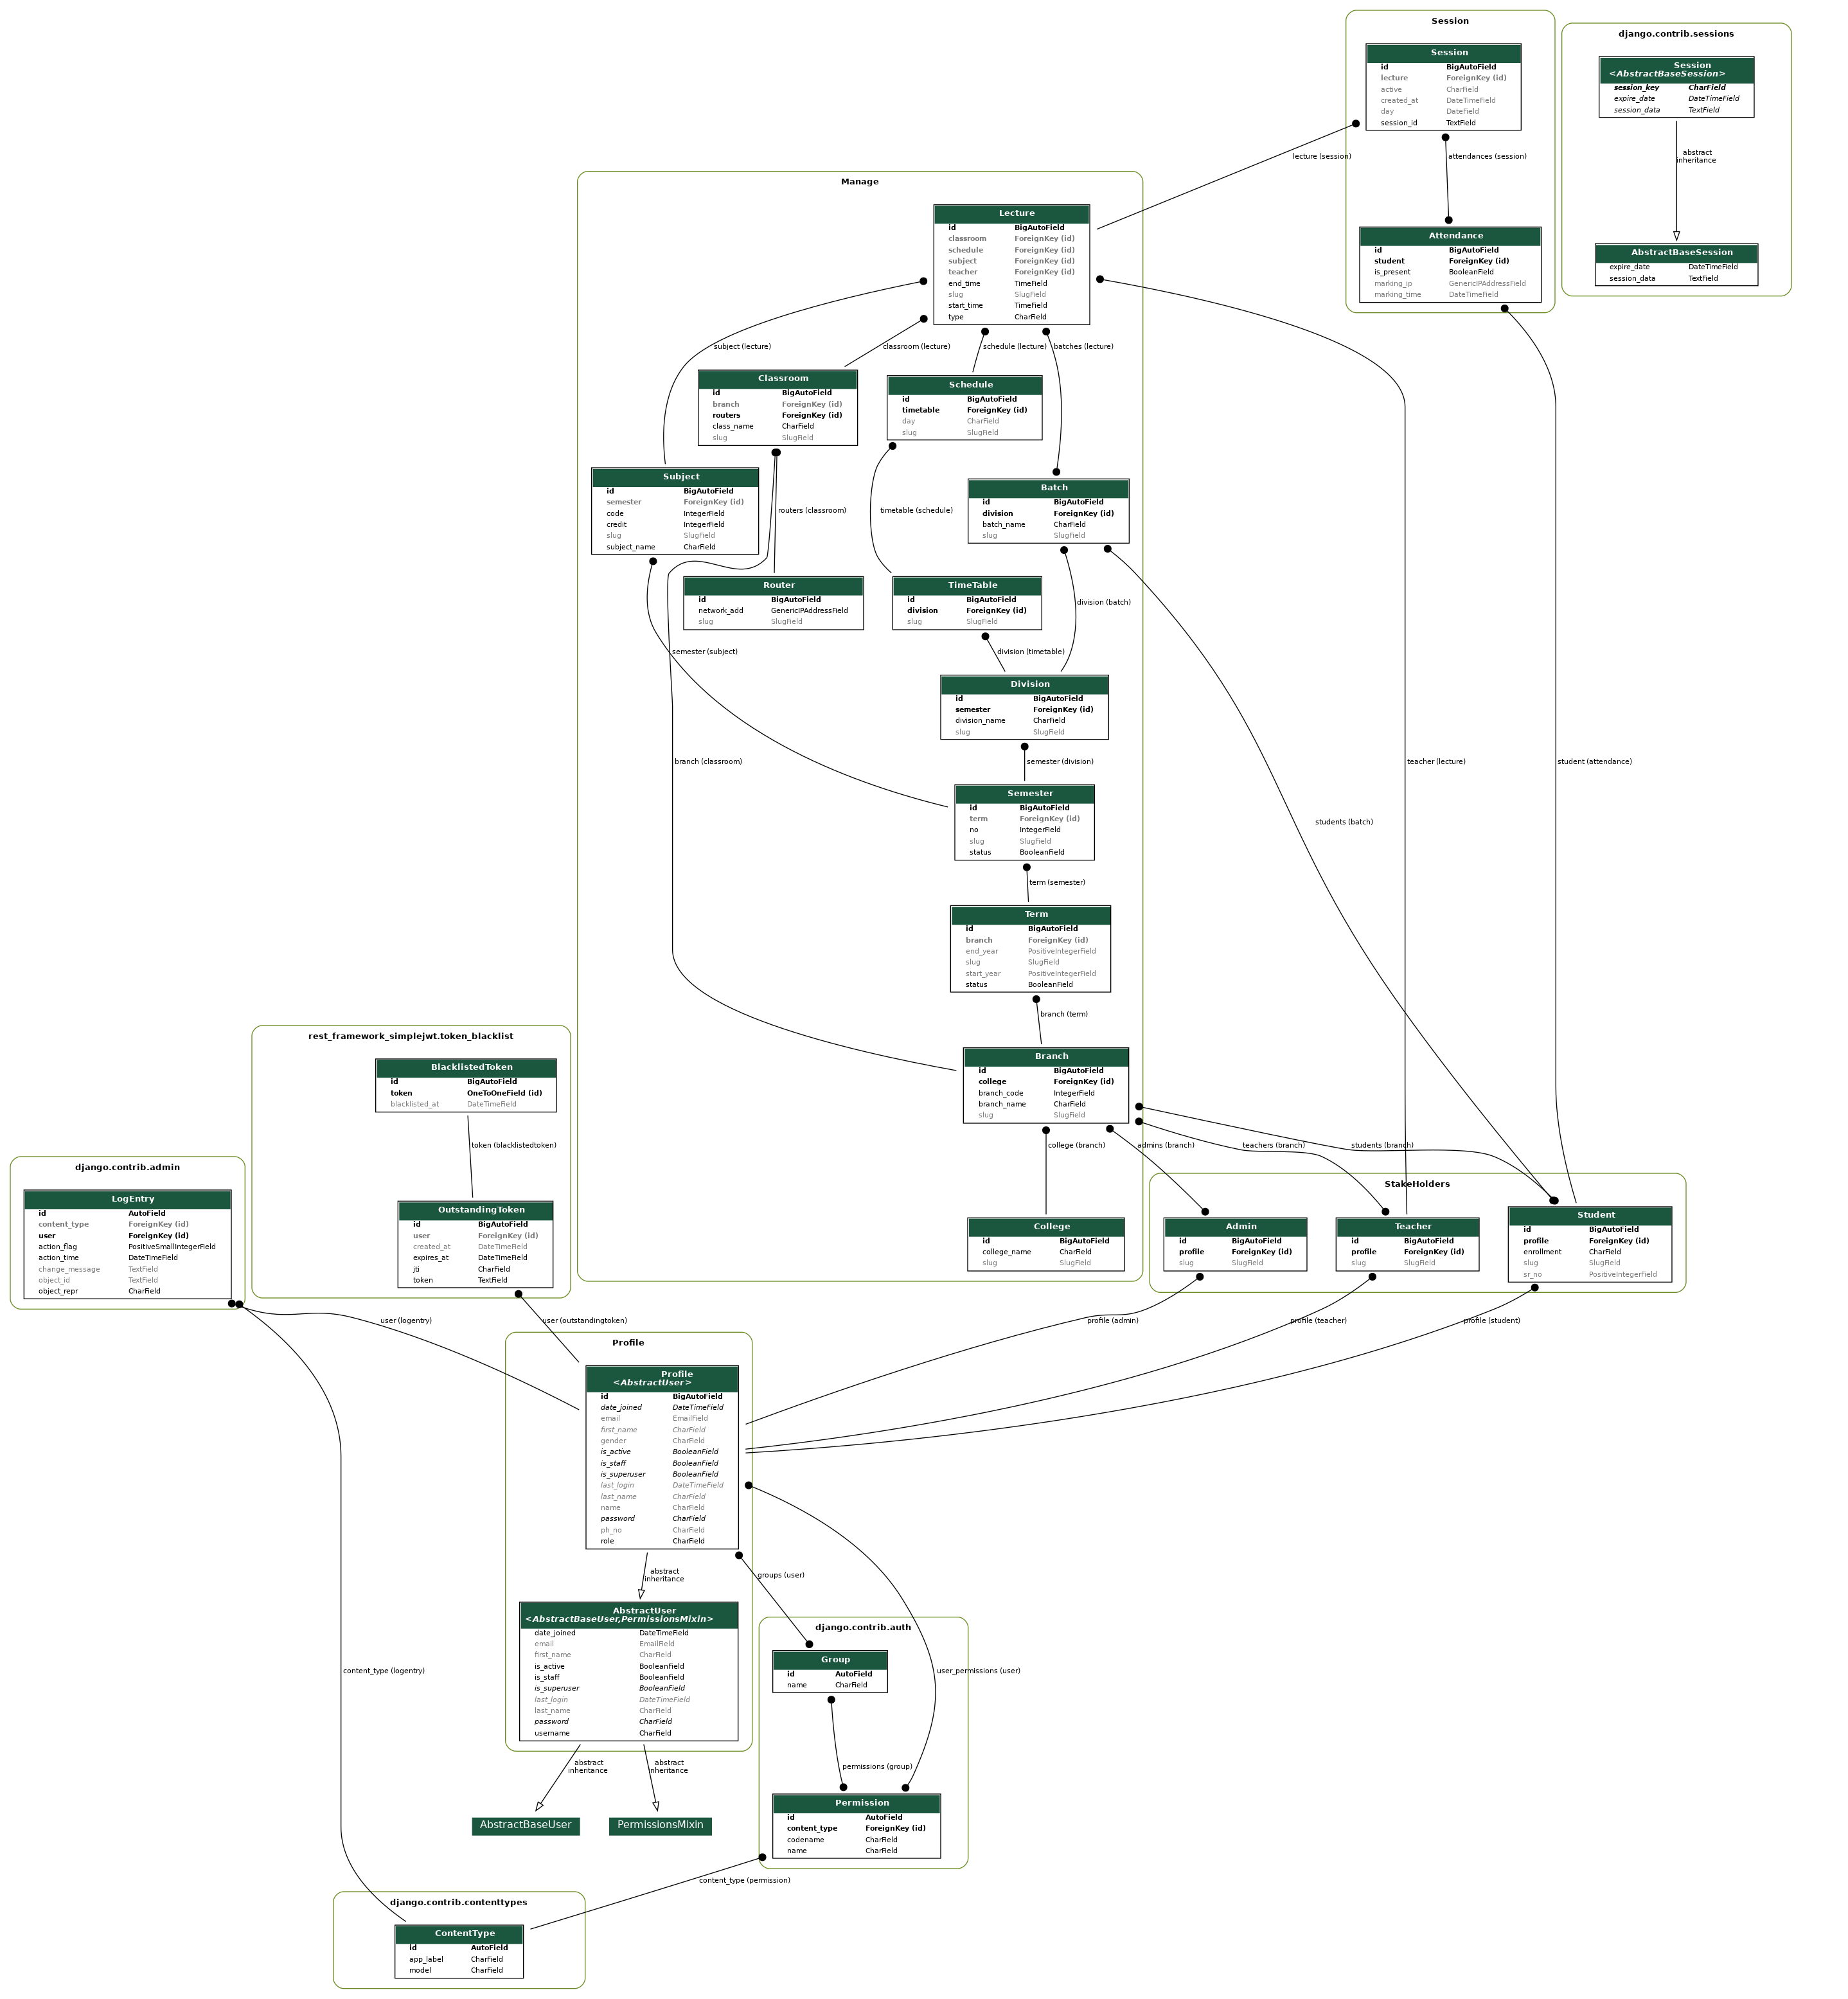 Session
Session
id BigAutoField
lecture ForeignKey (id)
active CharField
created_at DateTimeField
day DateField
session_id TextField
lecture (session)
attendances (session)
Attendance
id BigAutoField
student ForeignKey (id)
is_present BooleanField
marking_ip GenericIPAddressField
marking_time DateTimeField
django.contrib.sessions
Session
<AbstractBaseSession>
session_key CharField
expire_date DateTimeField
session_data TextField
abstract
inheritance
AbstractBaseSession
expire_date DateTimeField
session_data TextField
Manage
Lecture
id BigAutoField
classroom ForeignKey (id)
schedule ForeignKey (id)
subject ForeignKey (id)
teacher ForeignKey (id)
end_time TimeField
slug SlugField
start_time TimeField
type CharField
subject (lecture)
classroom (lecture)
schedule (lecture)
batches (lecture)
Classroom
id BigAutoField
branch ForeignKey (id)
routers ForeignKey (id)
class_name CharField
slug SlugField
Schedule
id BigAutoField
timetable ForeignKey (id)
day CharField
slug SlugField
Subject
id BigAutoField
semester ForeignKey (id)
code IntegerField
credit IntegerField
slug SlugField
subject_name CharField
routers (classroom)
timetable (schedule)
Batch
id BigAutoField
division ForeignKey (id)
batch_name CharField
slug SlugField
Router
id BigAutoField
network_add GenericIPAddressField
slug SlugField
TimeTable
id BigAutoField
division ForeignKey (id)
slug SlugField
division (batch)
semester (subject)
division (timetable)
Division
id BigAutoField
semester ForeignKey (id)
division_name CharField
slug SlugField
branch (classroom)
semester (division)
teacher (lecture)
student (attendance)
Semester
id BigAutoField
term ForeignKey (id)
no IntegerField
slug SlugField
status BooleanField
students (batch)
term (semester)
Term
id BigAutoField
branch ForeignKey (id)
end_year PositiveIntegerField
slug SlugField
start_year PositiveIntegerField
status BooleanField
branch (term)
Branch
id BigAutoField
college ForeignKey (id)
branch_code IntegerField
branch_name CharField
slug SlugField
college (branch)
admins (branch)
teachers (branch)
students (branch)
College
id BigAutoField
college_name CharField
slug SlugField
StakeHolders
Admin
id BigAutoField
profile ForeignKey (id)
slug SlugField
Teacher
id BigAutoField
profile ForeignKey (id)
slug SlugField
Student
id BigAutoField
profile ForeignKey (id)
enrollment CharField
slug SlugField
sr_no PositiveIntegerField
rest_framework_simplejwt.token_blacklist
BlacklistedToken
id BigAutoField
token OneToOneField (id)
blacklisted_at DateTimeField
token (blacklistedtoken)
OutstandingToken
id BigAutoField
user ForeignKey (id)
created_at DateTimeField
expires_at DateTimeField
jti CharField
token TextField
django.contrib.admin
LogEntry
id AutoField
content_type ForeignKey (id)
user ForeignKey (id)
action_flag PositiveSmallIntegerField
action_time DateTimeField
change_message TextField
object_id TextField
object_repr CharField
user (logentry)
user (outstandingtoken)
profile (admin)
profile (teacher)
profile (student)
Profile
Profile
<AbstractUser>
id BigAutoField
date_joined DateTimeField
email EmailField
first_name CharField
gender CharField
is_active BooleanField
is_staff BooleanField
is_superuser BooleanField
last_login DateTimeField
last_name CharField
name CharField
password CharField
ph_no CharField
role CharField
abstract
inheritance
groups (user)
AbstractUser
<AbstractBaseUser,PermissionsMixin>
date_joined DateTimeField
email EmailField
first_name CharField
is_active BooleanField
is_staff BooleanField
is_superuser BooleanField
last_login DateTimeField
last_name CharField
password CharField
username CharField
django.contrib.auth
Group
id AutoField
name CharField
content_type (logentry)
user_permissions (user)
abstract
inheritance
abstract
inheritance
permissions (group)
AbstractBaseUser
PermissionsMixin
Permission
id AutoField
content_type ForeignKey (id)
codename CharField
name CharField
content_type (permission)
django.contrib.contenttypes
ContentType
id AutoField
app_label CharField
model CharField